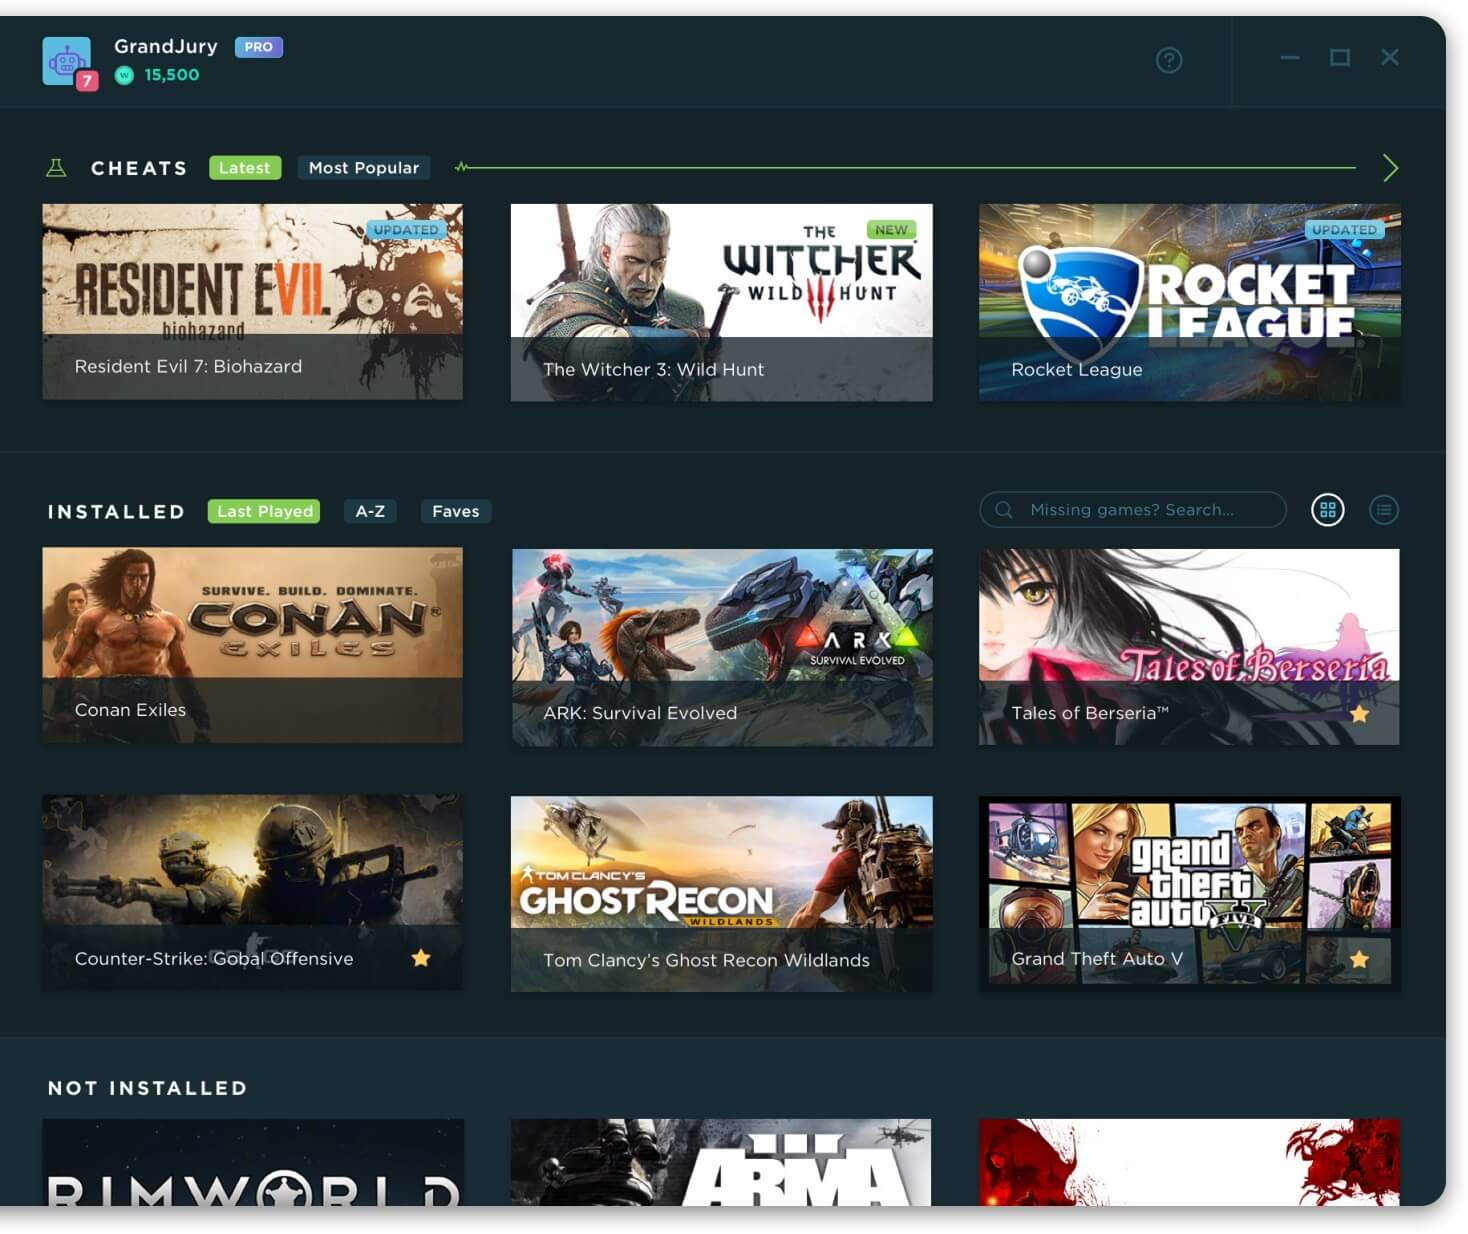 GrandJury PRO
7
15,500
CHEATS Latest Most Popular
UPDATED
RESIDENT EVII.
biohazard
Resident Evil 7: Biohazard
NEW
THE
WITCHER
WILD HUNT
The Witcher 3: Wild Hunt
UPDATED
ROCKET
LEAGUE
Rocket League
INSTALLED Last Played A-Z Faves
Missing games? Search...
SURVIVE. BUILD. DOMINATE.
CONAN®
EXILES
Conan Exiles
ARK
SURVIVAL EVOLVED
ARK: Survival Evolved
Tales of Berseria
Tales of Berseria™
CS GO
Counter-Strike: Gobal Offensive
TOM CLANCY'S
GHOST RECON
WILDLANDS
Tom Clancy's Ghost Recon Wildlands
grand
theft
auto V
FIVE
Grand Theft Auto V
NOT INSTALLED
RIMWORLD
III
ARMA